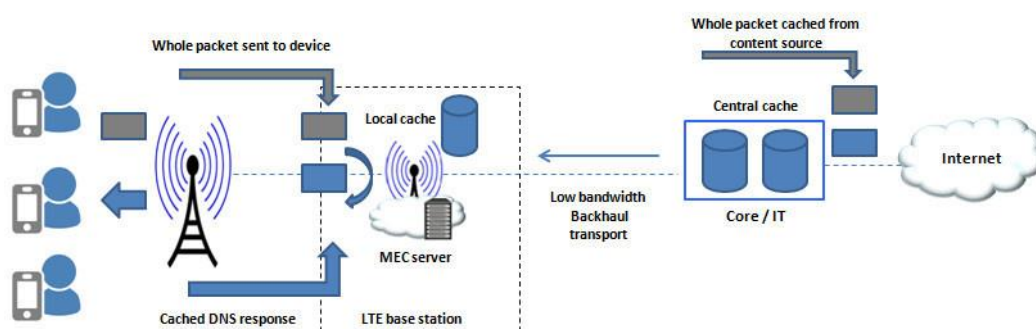 Whole packet sent to device
Whole packet cached from
content source
Local cache
Central cache
Internet
Low bandwidth
Backhaul
transport
Core / IT
MEC server
Cached DNS response
LTE base station